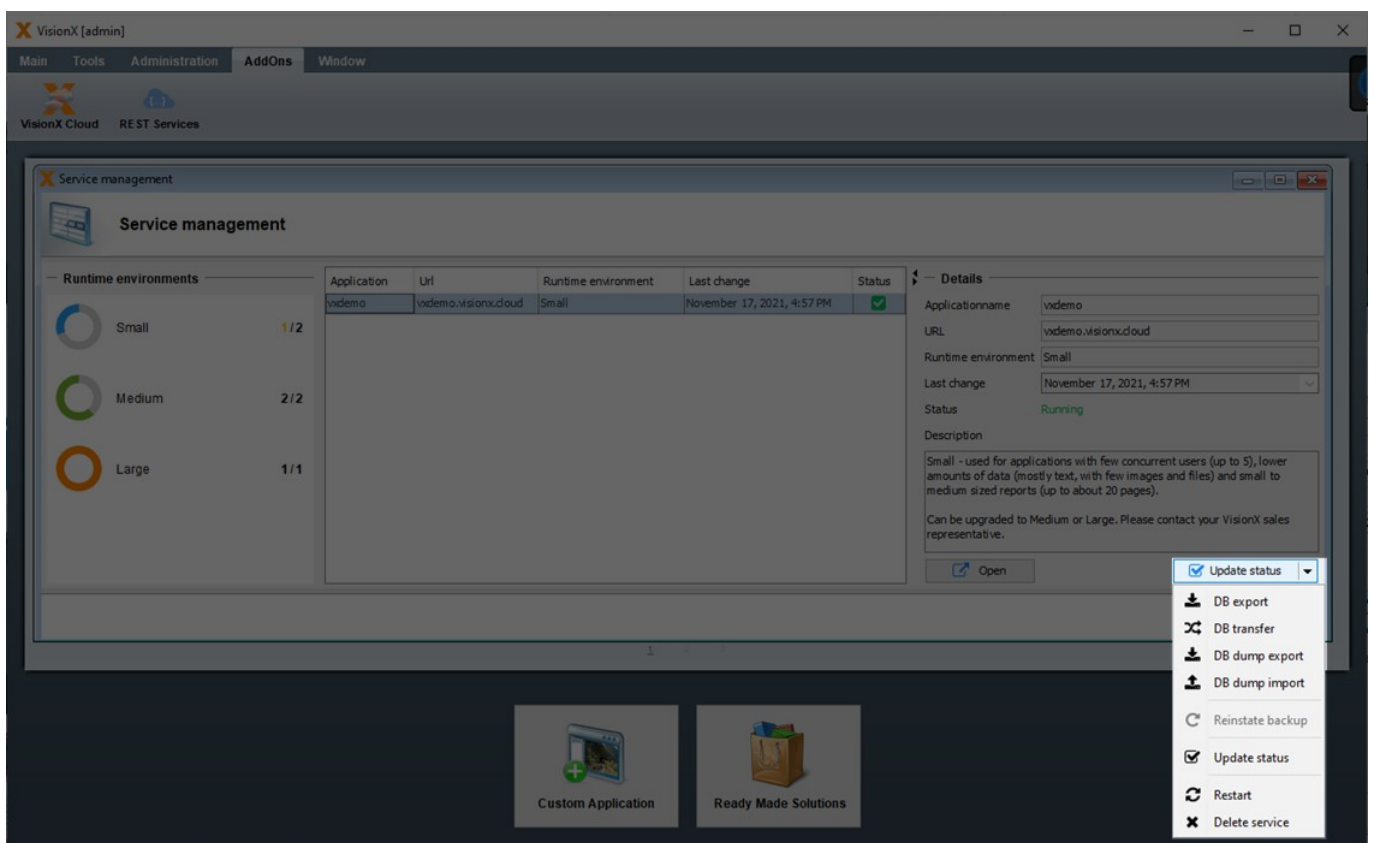 VisionX [admin]
Main Tools Administration AddOns Window
VisionX Cloud REST Services
Service management
Service management
Runtime environments
Small 1/2
Medium 2/2
Large 1/1
Application Url Runtime environment Last change Status
vxdemo vxdemo.visionx.cloud Small November 17, 2021, 4:57 PM
Details
Applicationname vxdemo
URL vxdemo.visionx.cloud
Runtime environment Small
Last change November 17, 2021, 4:57 PM
Status Running
Description
Small - used for applications with few concurrent users (up to 5), lower
amounts of data (mostly text, with few images and files) and small to
medium sized reports (up to about 20 pages).
Can be upgraded to Medium or Large. Please contact your VisionX sales
representative.
Open
Update status
DB export
DB transfer
DB dump export
DB dump import
Reinstate backup
Update status
Restart
Delete service
1
Custom Application
Ready Made Solutions